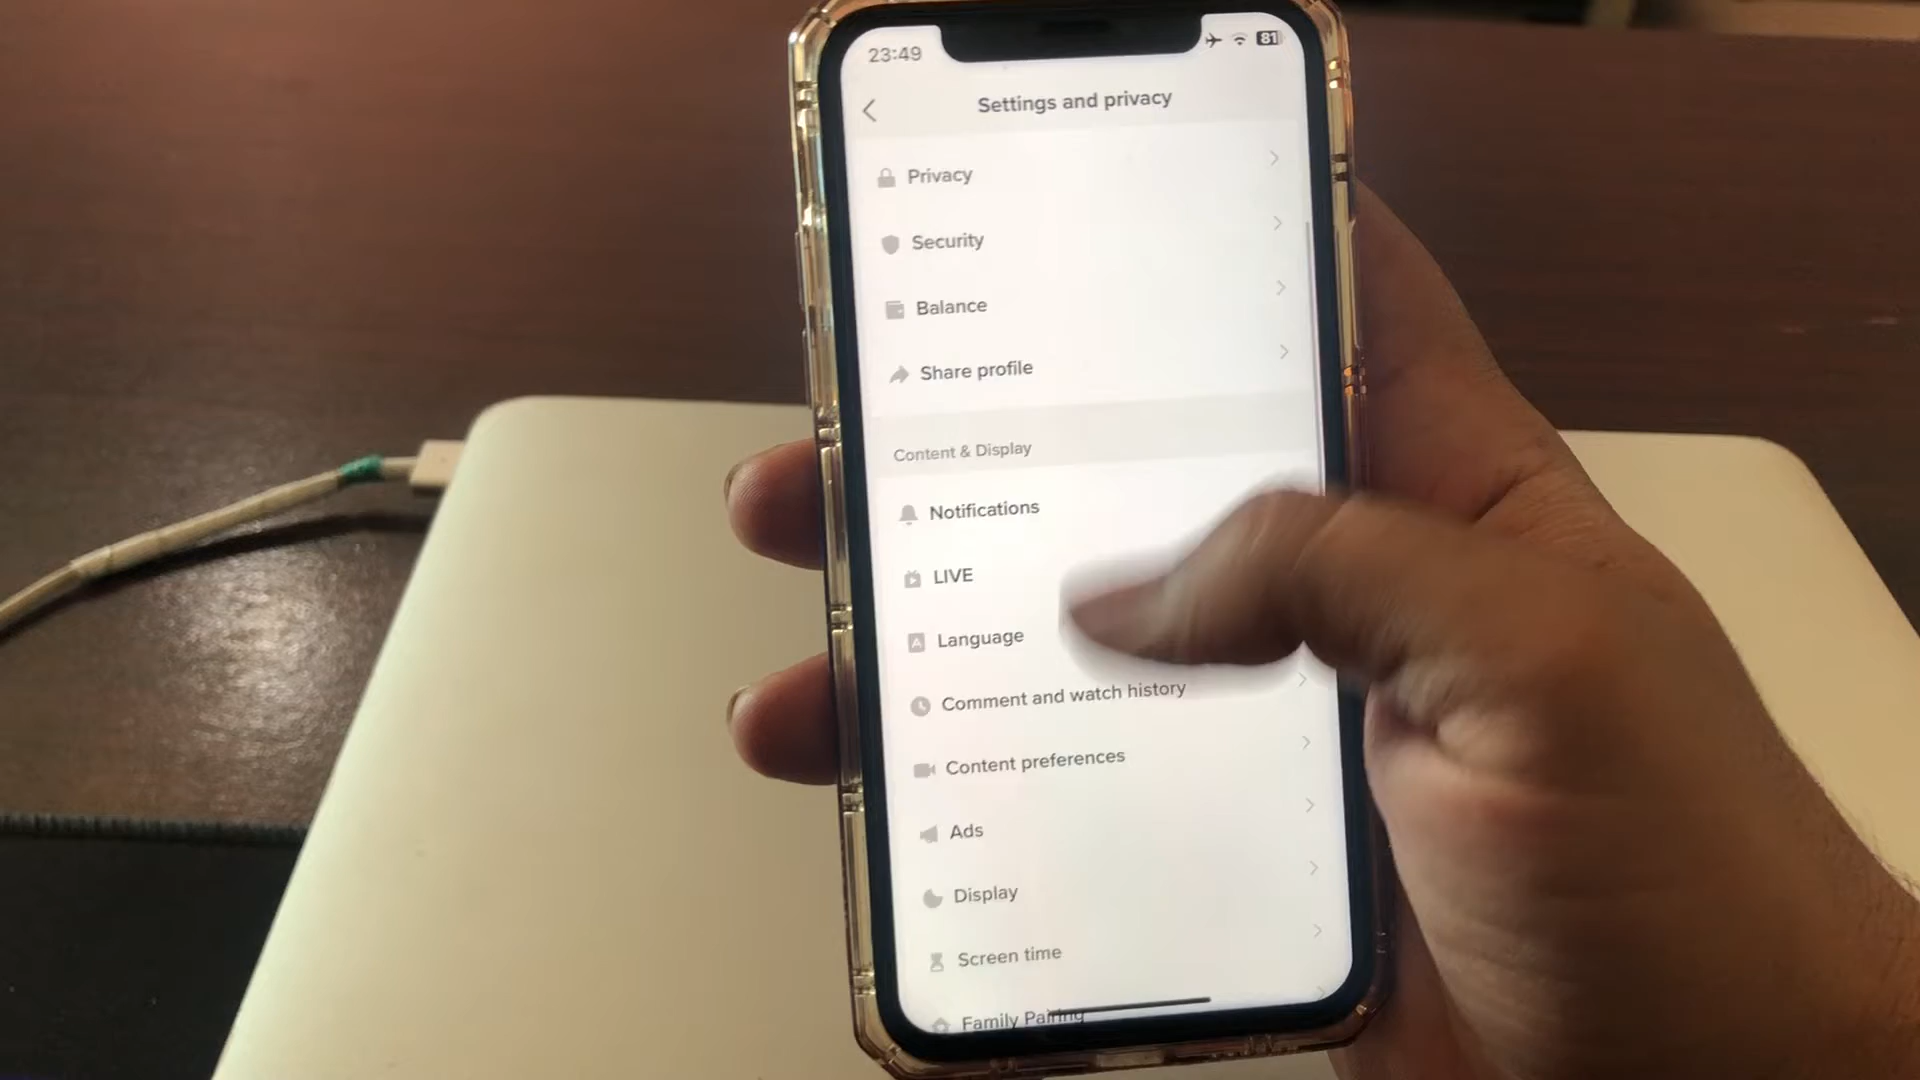 23:49
81
Settings and privacy
Privacy
Security
Balance
Share profile
Content & Display
Notifications
LIVE
Language
Comment and watch history
Content preferences
Ads
Display
Screen time
Family Pairing